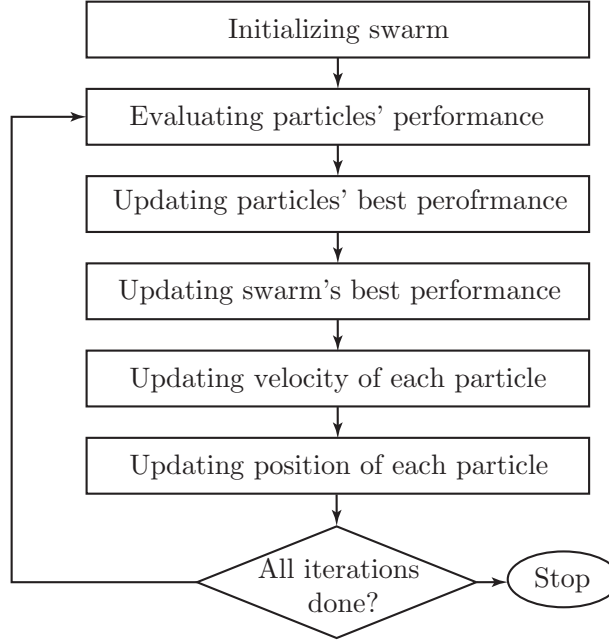 Initializing swarm
Evaluating particles' performance
Updating particles' best perofrmance
Updating swarm's best performance
Updating velocity of each particle
Updating position of each particle
All iterations
done?
Stop